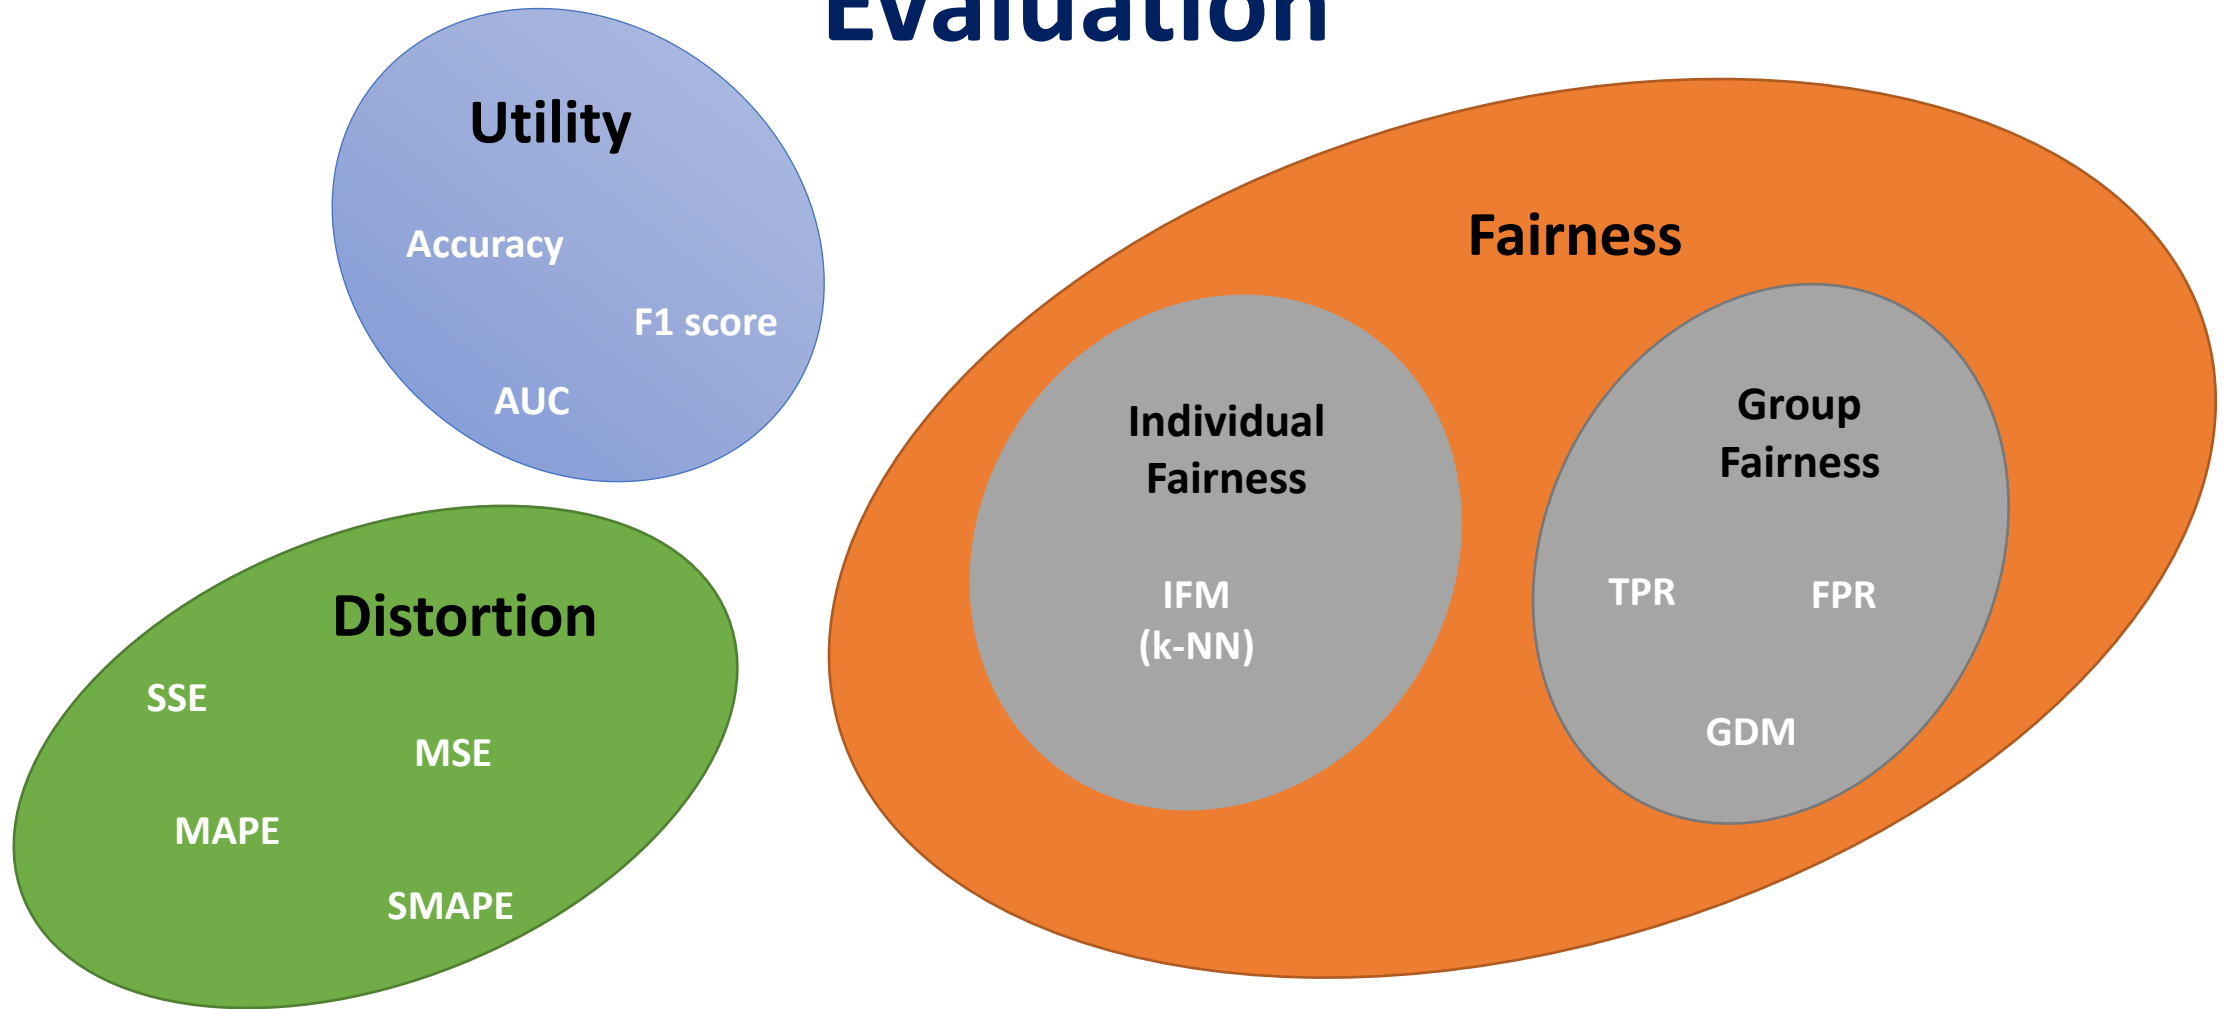 Evaluation
Utility
Accuracy
F1 score
AUC
Distortion
SSE
MSE
MAPE
SMAPE
Fairness
Individual
Fairness
IFM
(k-NN)
Group
Fairness
TPR
FPR
GDM